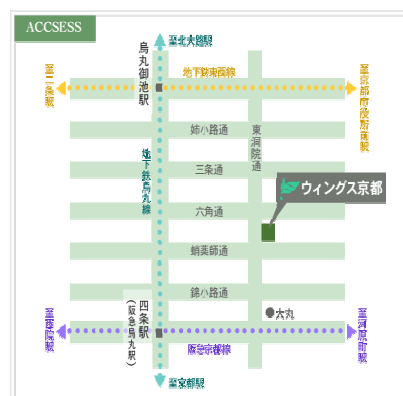 ACCSESS
至北大路駅
烏丸御池駅
地下鉄東西線
至二条駅
至京都市役所前駅
姉小路通
東洞院通
地下鉄烏丸線
三条通
ウィングス京都
六角通
蛸薬師通
錦小路通
大丸
四条駅
(阪急烏丸駅)
至西院駅
至河原町駅
阪急京都線
至京都駅